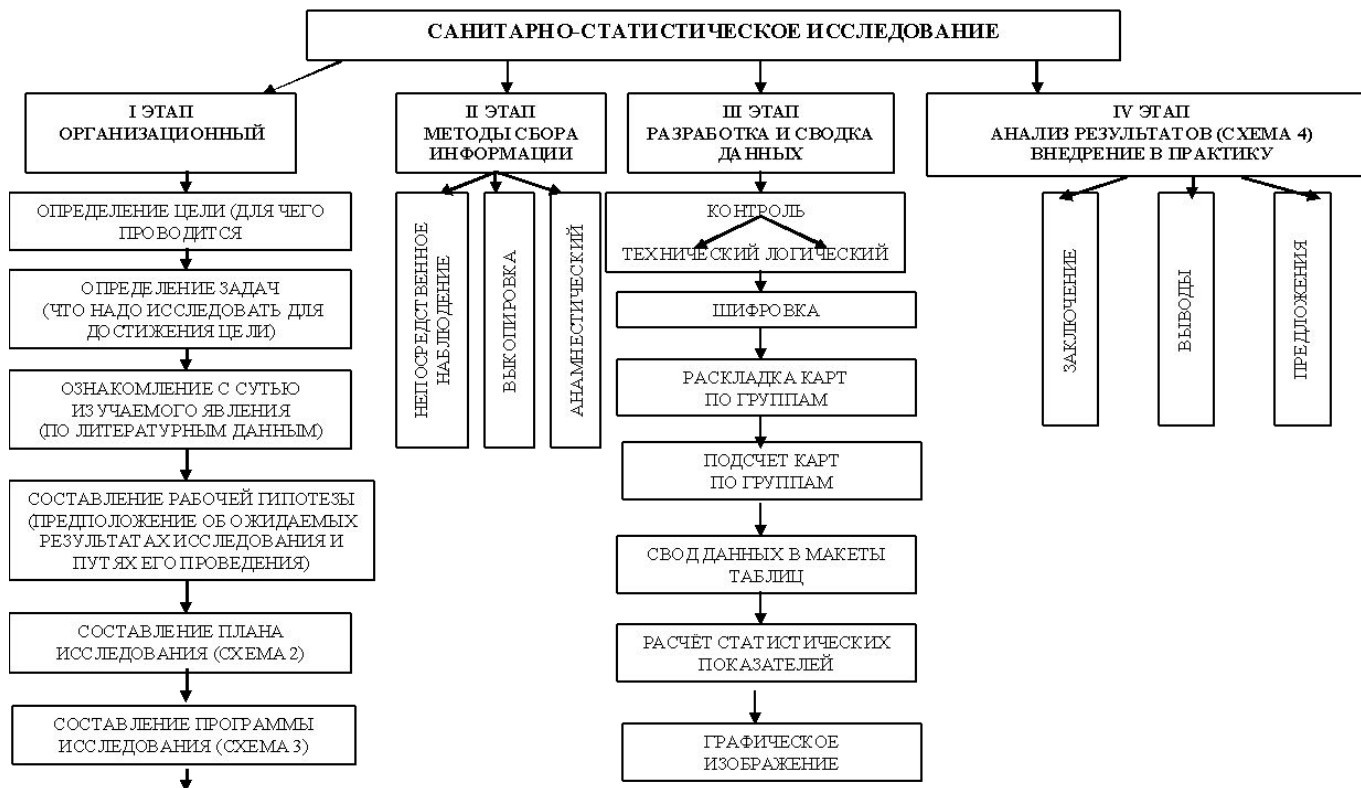 САНИТАРНО-СТАТИСТИЧЕСКОЕ ИССЛЕДОВАНИЕ
I ЭТАП
ОРГАНИЗАЦИОННЫЙ
ОПРЕДЕЛЕНИЕ ЦЕЛИ (ДЛЯ ЧЕГО
ПРОВОДИТСЯ
ОПРЕДЕЛЕНИЕ ЗАДАЧ
(ЧТО НАДО ИССЛЕДОВАТЬ ДЛЯ
ДОСТИЖЕНИЯ ЦЕЛИ)
ОЗНАКОМЛЕНИЕ С СУТЬЮ
ИЗУЧАЕМОГО ЯВЛЕНИЯ
(ПО ЛИТЕРАТУРНЫМ ДАННЫМ)
СОСТАВЛЕНИЕ РАБОЧЕЙ ГИПОТЕЗЫ
(ПРЕДПОЛОЖЕНИЕ ОБ ОЖИДАЕМЫХ
РЕЗУЛЬТАТАХ ИССЛЕДОВАНИЯ И
ПУТЯХ ЕГО ПРОВЕДЕНИЯ)
СОСТАВЛЕНИЕ ПЛАНА
ИССЛЕДОВАНИЯ (СХЕМА 2)
СОСТАВЛЕНИЕ ПРОГРАММЫ
ИССЛЕДОВАНИЯ (СХЕМА 3)
II ЭТАП
МЕТОДЫ СБОРА
ИНФОРМАЦИИ
НЕПОСРЕДСТВЕННОЕ
НАБЛЮДЕНИЕ
ВЫКОПИРОВКА
АНАМНЕСТИЧЕСКИЙ
III ЭТАП
РАЗРАБОТКА И СВОДКА
ДАННЫХ
КОНТРОЛЬ
ТЕХНИЧЕСКИЙ ЛОГИЧЕСКИЙ
ШИФРОВКА
РАСКЛАДКА КАРТ
ПО ГРУППАМ
ПОДСЧЕТ КАРТ
ПО ГРУППАМ
СВОД ДАННЫХ В МАКЕТЫ
ТАБЛИЦ
РАСЧЁТ СТАТИСТИЧЕСКИХ
ПОКАЗАТЕЛЕЙ
ГРАФИЧЕСКОЕ
ИЗОБРАЖЕНИЕ
IV ЭТАП
АНАЛИЗ РЕЗУЛЬТАТОВ (СХЕМА 4)
ВНЕДРЕНИЕ В ПРАКТИКУ
ЗАКЛЮЧЕНИЕ
ВЫВОДЫ
ПРЕДЛОЖЕНИЯ